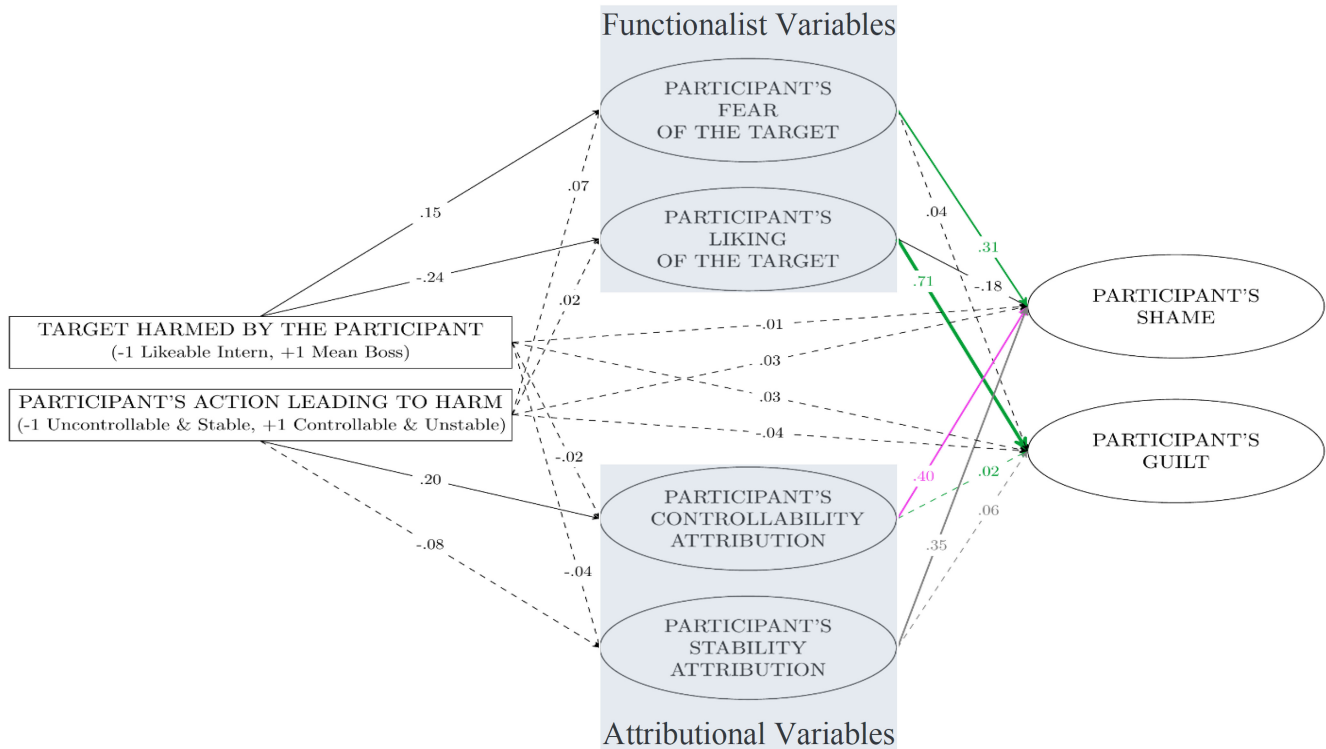 Functionalist Variables
PARTICIPANT'S
FEAR
OF THE TARGET
.07
.04
.15
PARTICIPANT'S
LIKING
OF THE TARGET
.31
-.24
.02
.71
-.18
PARTICIPANT'S
SHAME
TARGET HARMED BY THE PARTICIPANT
(-1 Likeable Intern, +1 Mean Boss)
-.01
.03
PARTICIPANT'S ACTION LEADING TO HARM
(-1 Uncontrollable & Stable, +1 Controllable & Unstable)
.03
-.04
PARTICIPANT'S
GUILT
-.02
.20
.40
.02
PARTICIPANT'S
CONTROLLABILITY
ATTRIBUTION
.06
-.08
.35
-.04
PARTICIPANT'S
STABILITY
ATTRIBUTION
Attributional Variables